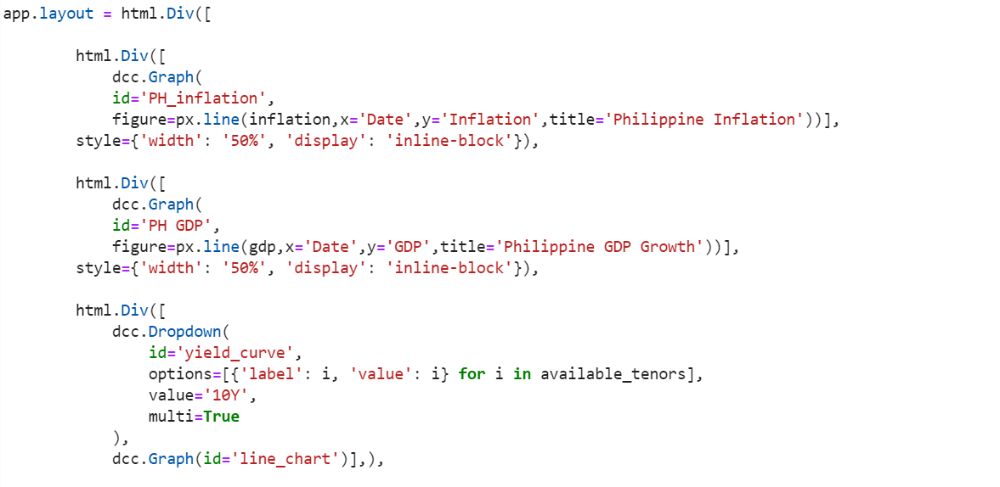 app.layout = html.Div([
html.Div([
dcc.Graph(
id='PH_inflation',
figure=px.line(inflation,x='Date',y='Inflation',title='Philippine Inflation'))],
style={'width': '50%', 'display': 'inline-block'}),
html.Div([
dcc.Graph(
id='PH GDP',
figure=px.line(gdp,x='Date',y='GDP',title='Philippine GDP Growth'))],
style={'width': '50%', 'display': 'inline-block'}),
html.Div([
dcc.Dropdown(
id='yield_curve',
options=[{'label': i, 'value': i} for i in available_tenors],
value='10Y',
multi=True
),
dcc.Graph(id='line_chart')],),